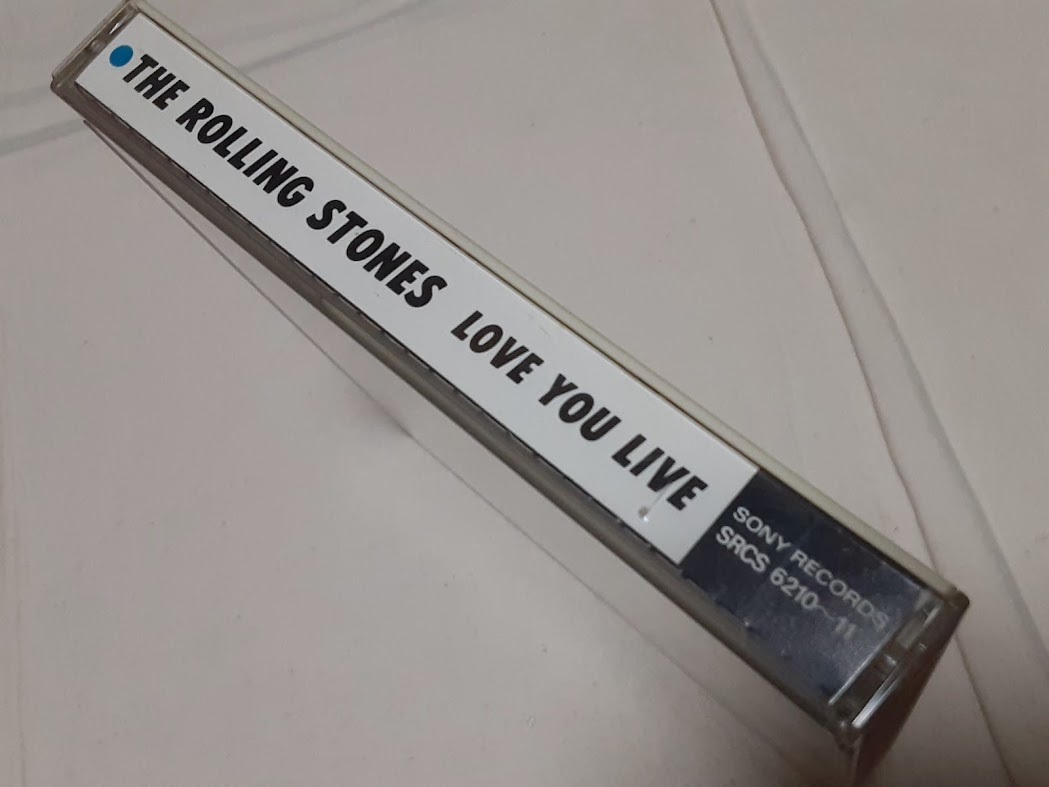 THE ROLLING STONES LOVE YOU LIVE
SONY RECORDS
SRCS 6210~11